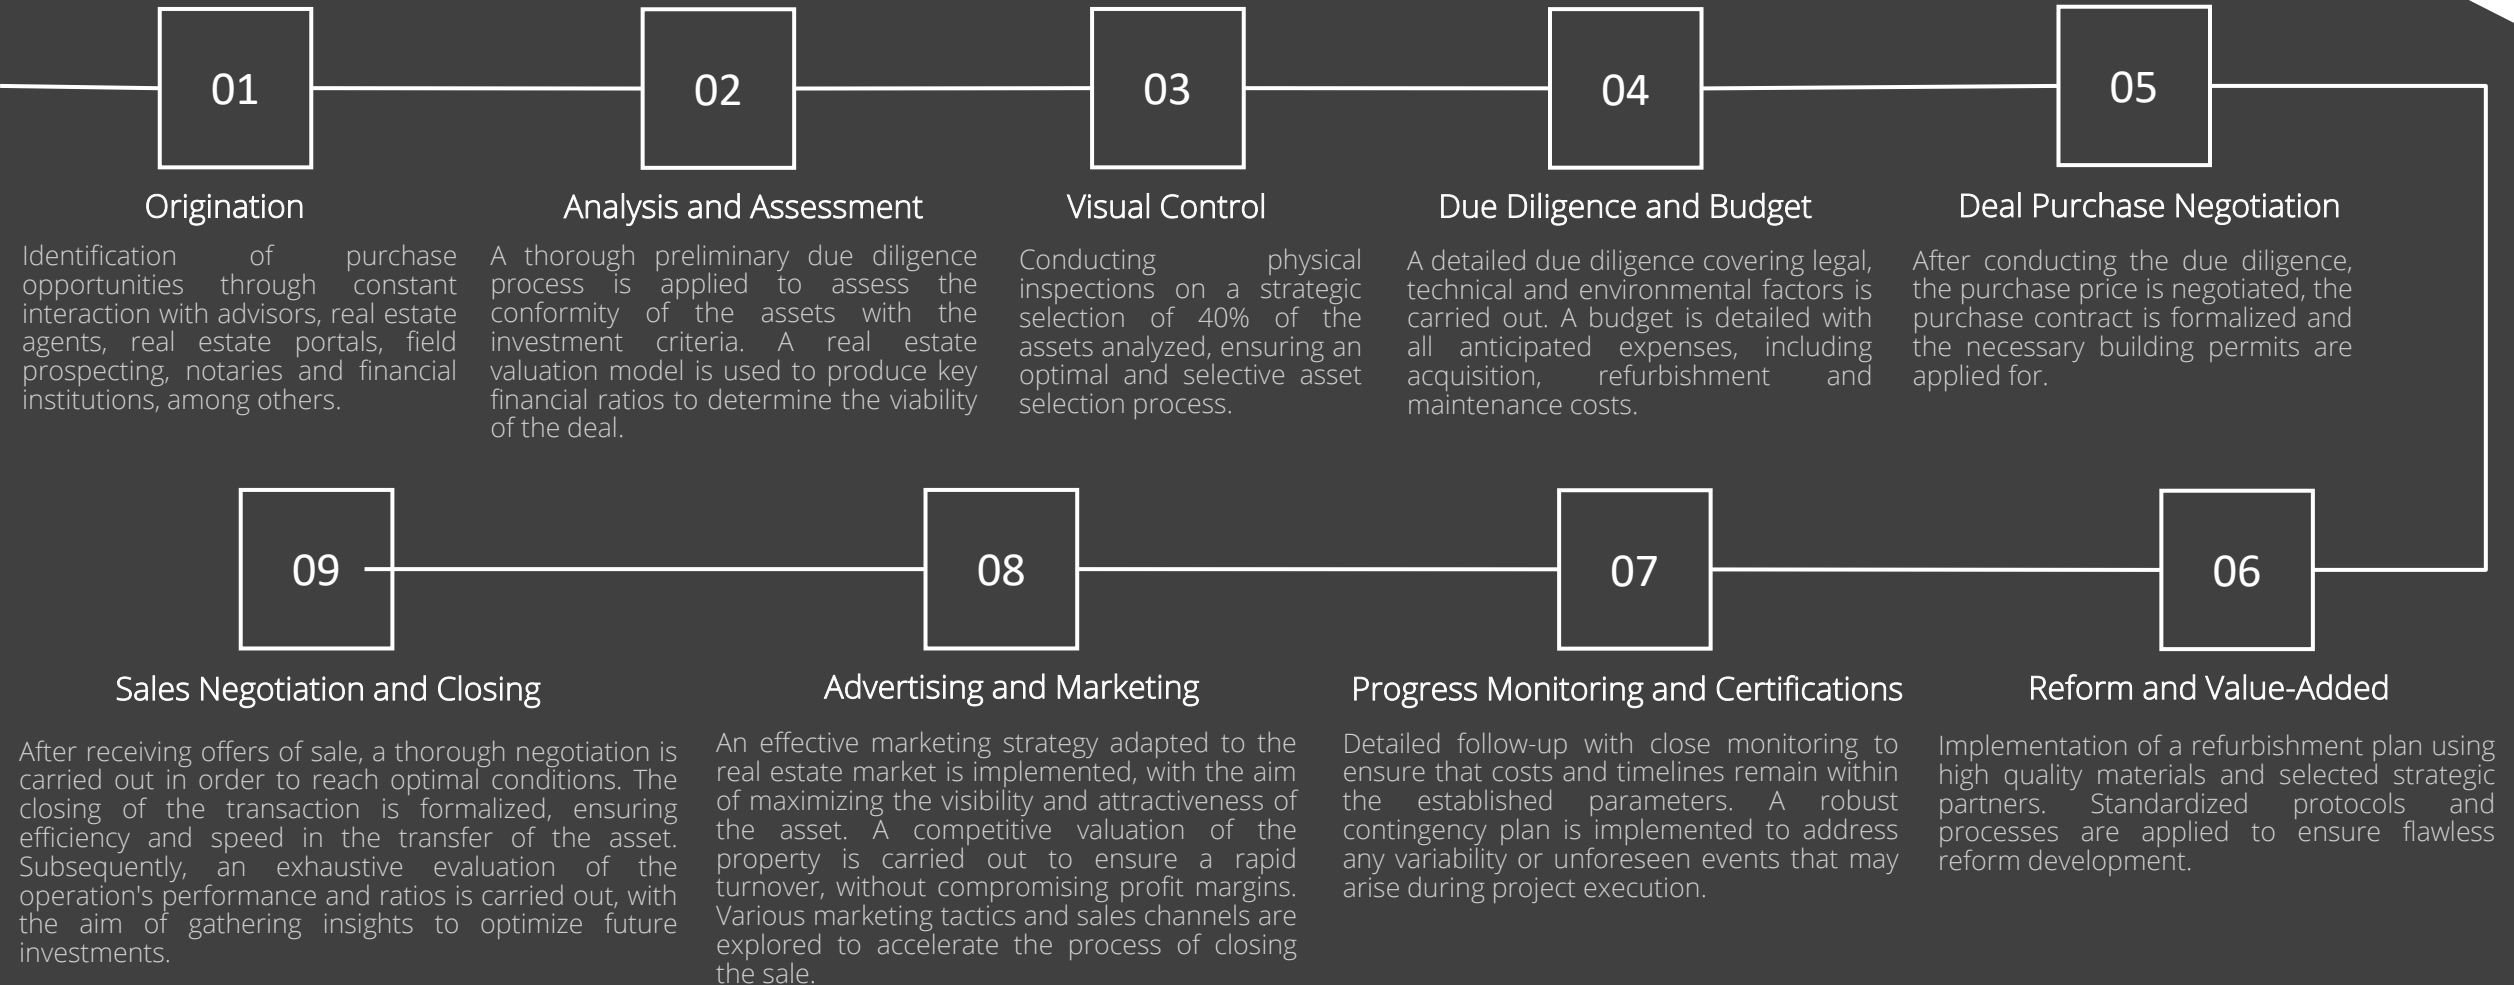 01
Origination
Identification of purchase
opportunities through constant
interaction with advisors, real estate
agents, real estate portals, field
prospecting, notaries and financial
institutions, among others.
02
Analysis and Assessment
A thorough preliminary due diligence
process is applied to assess the
conformity of the assets with the
investment criteria. A real estate
valuation model is used to produce key
financial ratios to determine the viability
of the deal.
03
Visual Control
Conducting physical
inspections on a strategic
selection of 40% of the
assets analyzed, ensuring an
optimal and selective asset
selection process.
04
Due Diligence and Budget
A detailed due diligence covering legal,
technical and environmental factors is
carried out. A budget is detailed with
all anticipated expenses, including
acquisition, refurbishment and
maintenance costs.
05
Deal Purchase Negotiation
After conducting the due diligence,
the purchase price is negotiated, the
purchase contract is formalized and
the necessary building permits are
applied for.
06
Reform and Value-Added
Implementation of a refurbishment plan using
high quality materials and selected strategic
partners. Standardized protocols and
processes are applied to ensure flawless
reform development.
07
Progress Monitoring and Certifications
Detailed follow-up with close monitoring to
ensure that costs and timelines remain within
the established parameters. A robust
contingency plan is implemented to address
any variability or unforeseen events that may
arise during project execution.
08
Advertising and Marketing
An effective marketing strategy adapted to the
real estate market is implemented, with the aim
of maximizing the visibility and attractiveness of
the asset. A competitive valuation of the
property is carried out to ensure a rapid
turnover, without compromising profit margins.
Various marketing tactics and sales channels are
explored to accelerate the process of closing
the sale.
09
Sales Negotiation and Closing
After receiving offers of sale, a thorough negotiation is
carried out in order to reach optimal conditions. The
closing of the transaction is formalized, ensuring
efficiency and speed in the transfer of the asset.
Subsequently, an exhaustive evaluation of the
operation's performance and ratios is carried out, with
the aim of gathering insights to optimize future
investments.